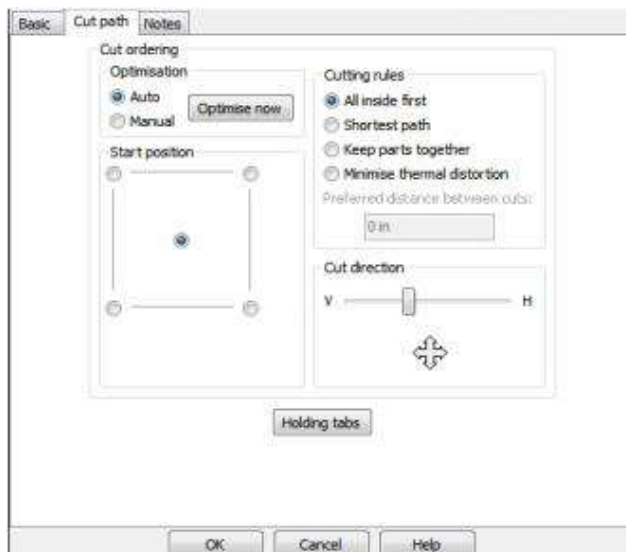 Basic
Cut path
Notes
Cut ordering
Optimisation
Auto
Manual
Optimise now
Start position
Cutting rules
All inside first
Shortest path
Keep parts together
Minimise thermal distortion
Preferred distance between cuts:
0 in
Cut direction
V
H
Holding tabs
OK
Cancel
Help